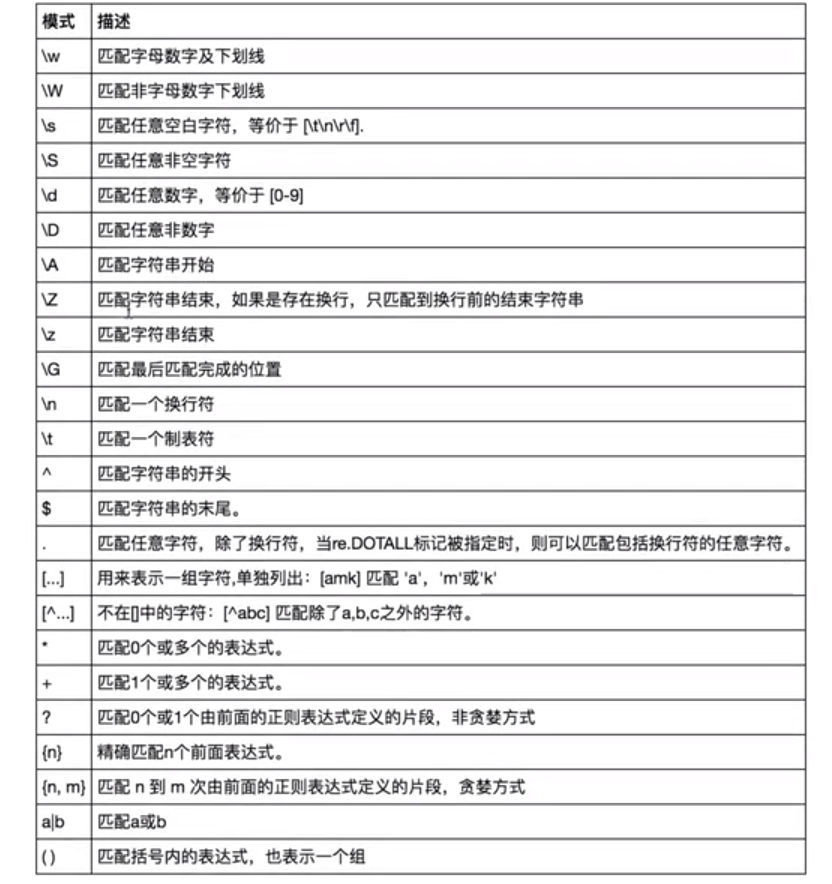 模式 描述
\w 匹配字母数字及下划线
\W 匹配非字母数字下划线
\s 匹配任意空白字符，等价于 [\t\n\r\f].
\S 匹配任意非空字符
\d 匹配任意数字，等价于 [0-9]
\D 匹配任意非数字
\A 匹配字符串开始
\Z 匹配字符串结束，如果是存在换行，只匹配到换行前的结束字符串
\z 匹配字符串结束
\G 匹配最后匹配完成的位置
\n 匹配一个换行符
\t 匹配一个制表符
^ 匹配字符串的开头
$ 匹配字符串的末尾。
. 匹配任意字符，除了换行符，当re.DOTALL标记被指定时，则可以匹配包括换行符的任意字符。
[...] 用来表示一组字符,单独列出：[amk] 匹配 'a'，'m'或'k'
[^...] 不在[]中的字符：[^abc] 匹配除了a,b,c之外的字符。
* 匹配0个或多个的表达式。
+ 匹配1个或多个的表达式。
? 匹配0个或1个由前面的正则表达式定义的片段，非贪婪方式
{n} 精确匹配n个前面表达式。
{n, m} 匹配 n 到 m 次由前面的正则表达式定义的片段，贪婪方式
a|b 匹配a或b
( ) 匹配括号内的表达式，也表示一个组